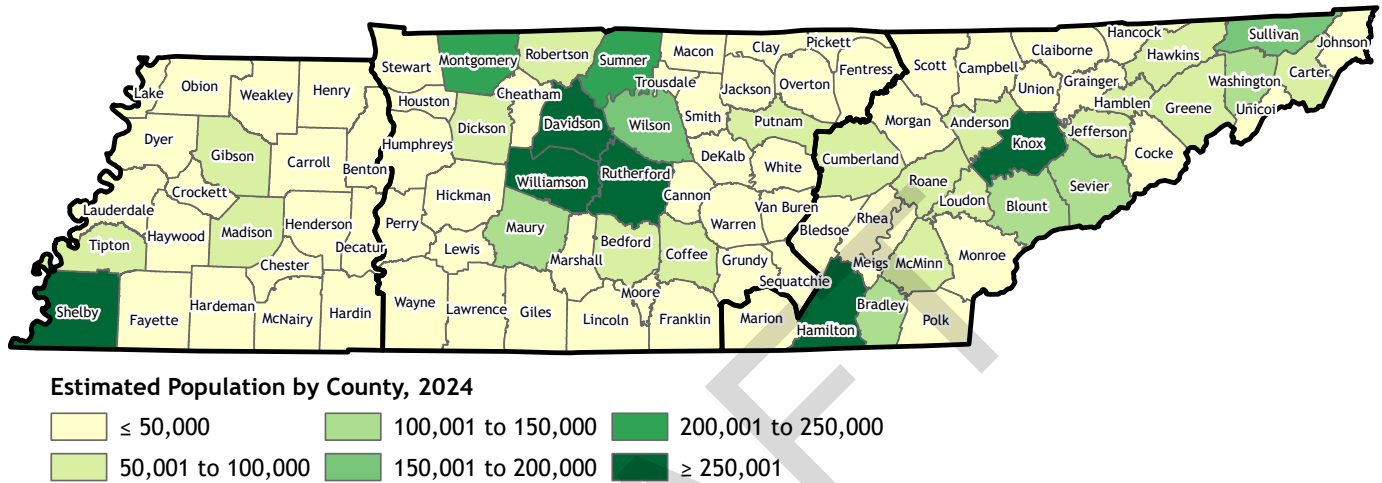 Hancock
Pickett
Johnson
Sullivan
Clay
Macon
Claiborne
Robertson
Hawkins
Sumner
Montgomery
Stewart
Scott
Campbell
Fentress
Carter
Washington
Grainger
Trousdale
Overton
Obion
Union
Jackson
Henry
Lake
Cheatham
Weakley
Houston
Hamblen
Greene
Unicoi
Smith
Putnam
Morgan
Anderson
Davidson
Wilson
Dickson
Jefferson
Dyer
Knox
Humphreys
Cocke
Gibson
DeKalb
Cumberland
Carroll
White
Benton
Rutherford
Roane
Williamson
Sevier
Crockett
Hickman
Cannon
Loudon
Blount
Van Buren
Lauderdale
Rhea
Perry
Henderson
Warren
Maury
Bledsoe
Madison
Haywood
Bedford
Tipton
Decatur
Lewis
Coffee
Monroe
Marshall
Grundy
Meigs
McMinn
Chester
Sequatchie
Moore
Wayne
Bradley
Hardeman
Lawrence
Shelby
Giles
Hardin
Fayette
McNairy
Lincoln
Franklin
Marion
Polk
Hamilton
Estimated Population by County, 2024
≤ 50,000
100,001 to 150,000
200,001 to 250,000
50,001 to 100,000
150,001 to 200,000
≥ 250,001